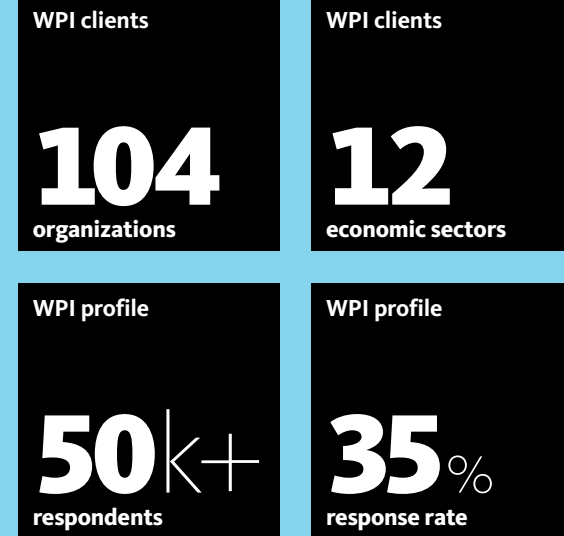 WPI clients
104
organizations
WPI clients
12
economic sectors
WPI profile
50k+
respondents
WPI profile
35%
response rate